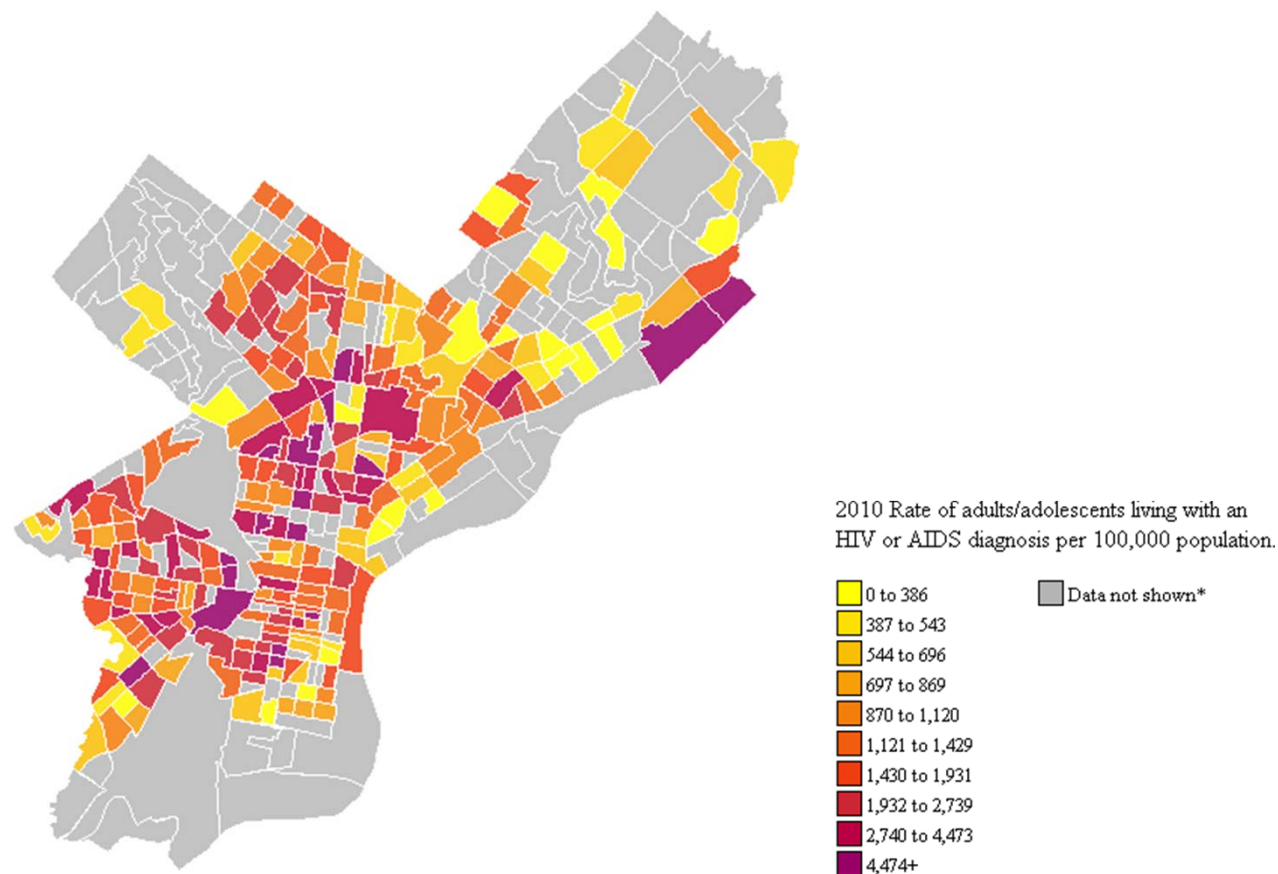 2010 Rate of adults/adolescents living with an
HIV or AIDS diagnosis per 100,000 population.
0 to 386
Data not shown*
387 to 543
544 to 696
697 to 869
870 to 1,120
1,121 to 1,429
1,430 to 1,931
1,932 to 2,739
2,740 to 4,473
4,474+